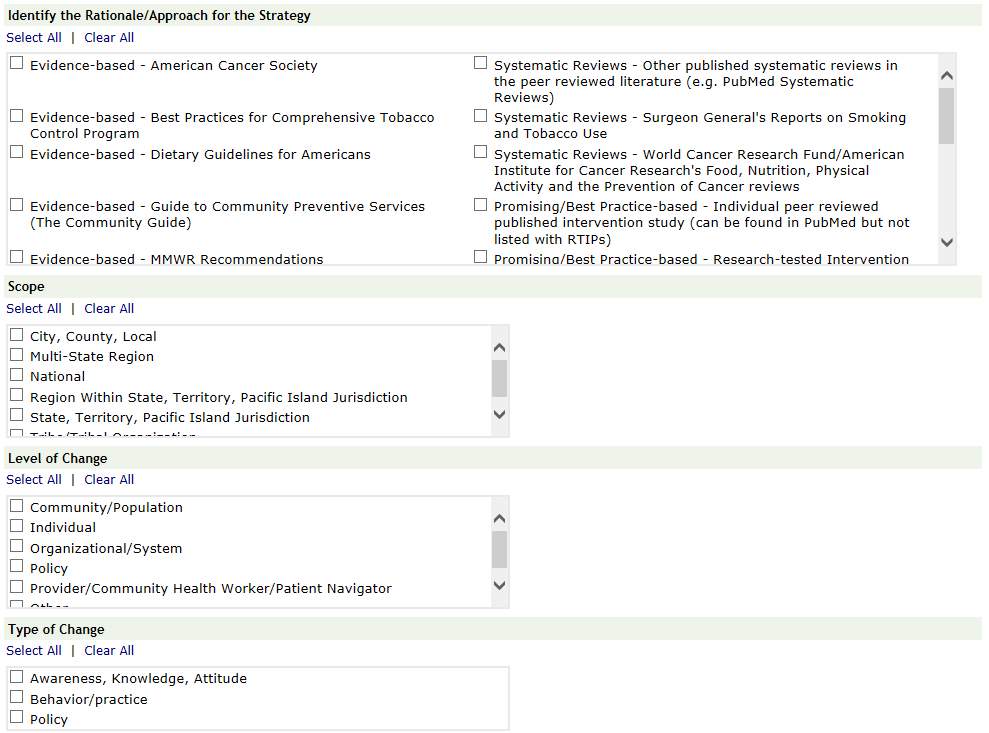 Identify the Rationale/Approach for the Strategy
Select All | Clear All
Evidence-based - American Cancer Society
Systematic Reviews - Other published systematic reviews in
the peer reviewed literature (e.g. PubMed Systematic
Reviews)
Evidence-based - Best Practices for Comprehensive Tobacco
Control Program
Systematic Reviews - Surgeon General's Reports on Smoking
and Tobacco Use
Evidence-based - Dietary Guidelines for Americans
Systematic Reviews - World Cancer Research Fund/American
Institute for Cancer Research's Food, Nutrition, Physical
Activity and the Prevention of Cancer reviews
Evidence-based - Guide to Community Preventive Services
(The Community Guide)
Promising/Best Practice-based - Individual peer reviewed
published intervention study (can be found in PubMed but not
listed with RTIPs)
Evidence-based - MMWR Recommendations
Promising/Best Practice-based - Research-tested Intervention
Scope
Select All | Clear All
City, County, Local
Multi-State Region
National
Region Within State, Territory, Pacific Island Jurisdiction
State, Territory, Pacific Island Jurisdiction
Tribe/Tribal Organization
Level of Change
Select All | Clear All
Community/Population
Individual
Organizational/System
Policy
Provider/Community Health Worker/Patient Navigator
Other
Type of Change
Select All | Clear All
Awareness, Knowledge, Attitude
Behavior/practice
Policy